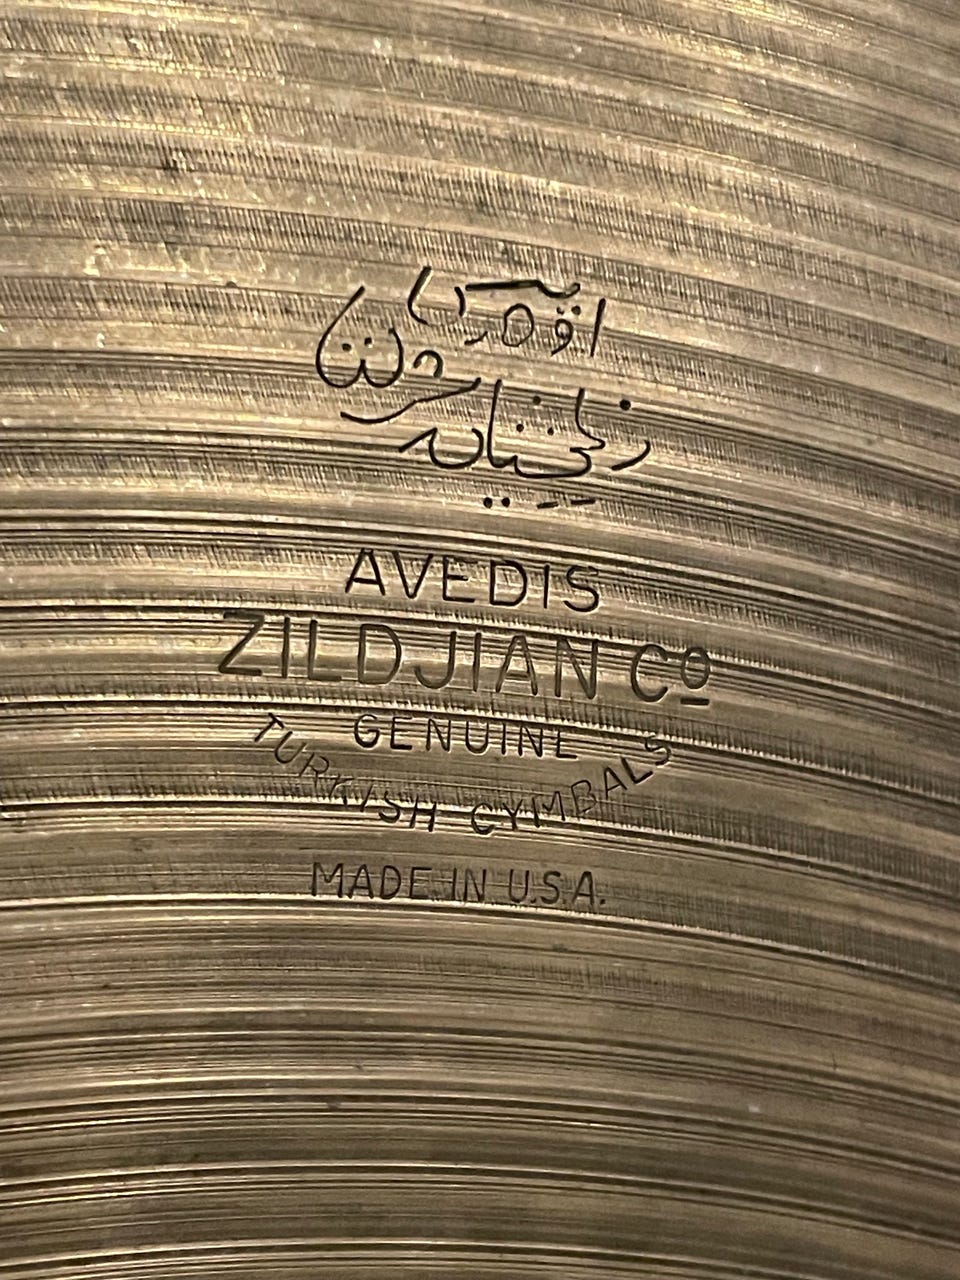 AVEDIS
ZILDJIAN Cº
GENUINE
TURKISH CYMBALS
MADE IN U.S.A.